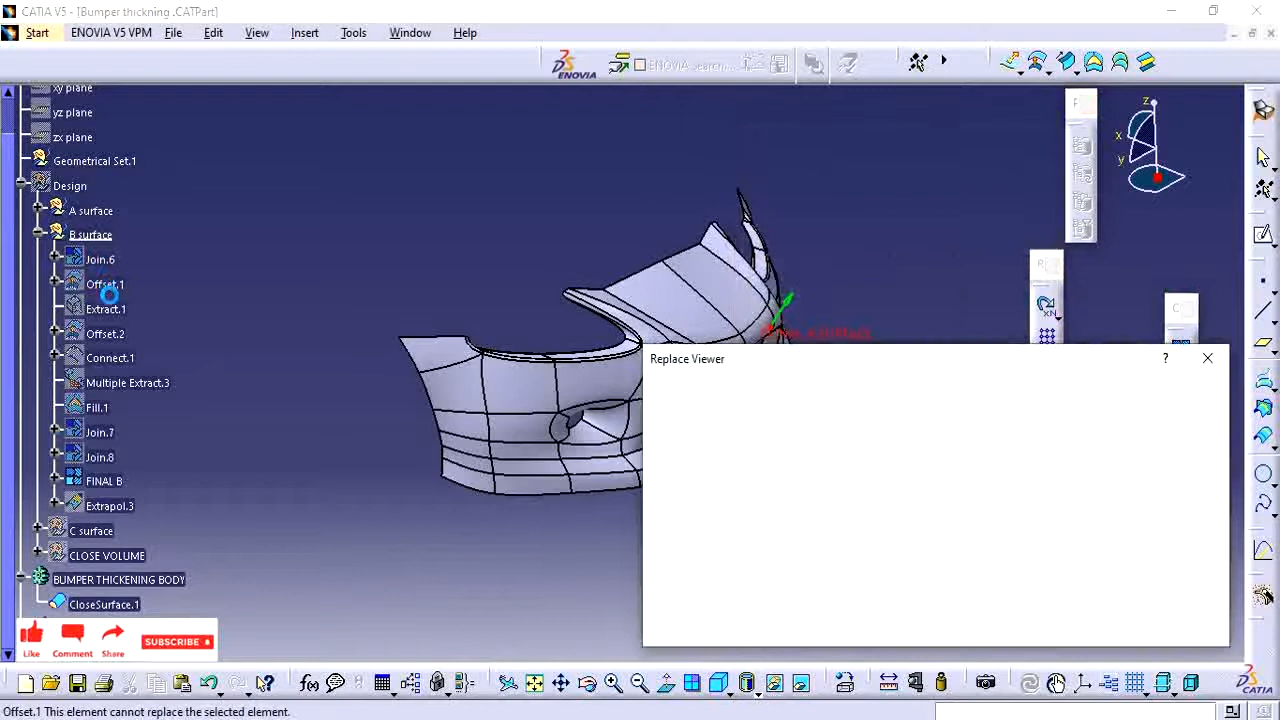 CATIA V5 - [Bumper thickning .CATPart]
Start ENOVIA V5 VPM File Edit View Insert Tools Window Help
ENOVIA ENOVIA search...
xy plane
yz plane
zx plane
Geometrical Set.1
Design
A surface
B surface
Join.6
Offset.1
Extract.1
Offset.2
Connect.1
Multiple Extract.3
Fill.1
Join.7
Join.8
FINAL B
Extrapol.3
C surface
CLOSE VOLUME
BUMPER THICKENING BODY
CloseSurface.1
z
x
y
Replace Viewer
Like Comment Share SUBSCRIBE
CATIA
Offset.1 This element cannot replace the selected element.